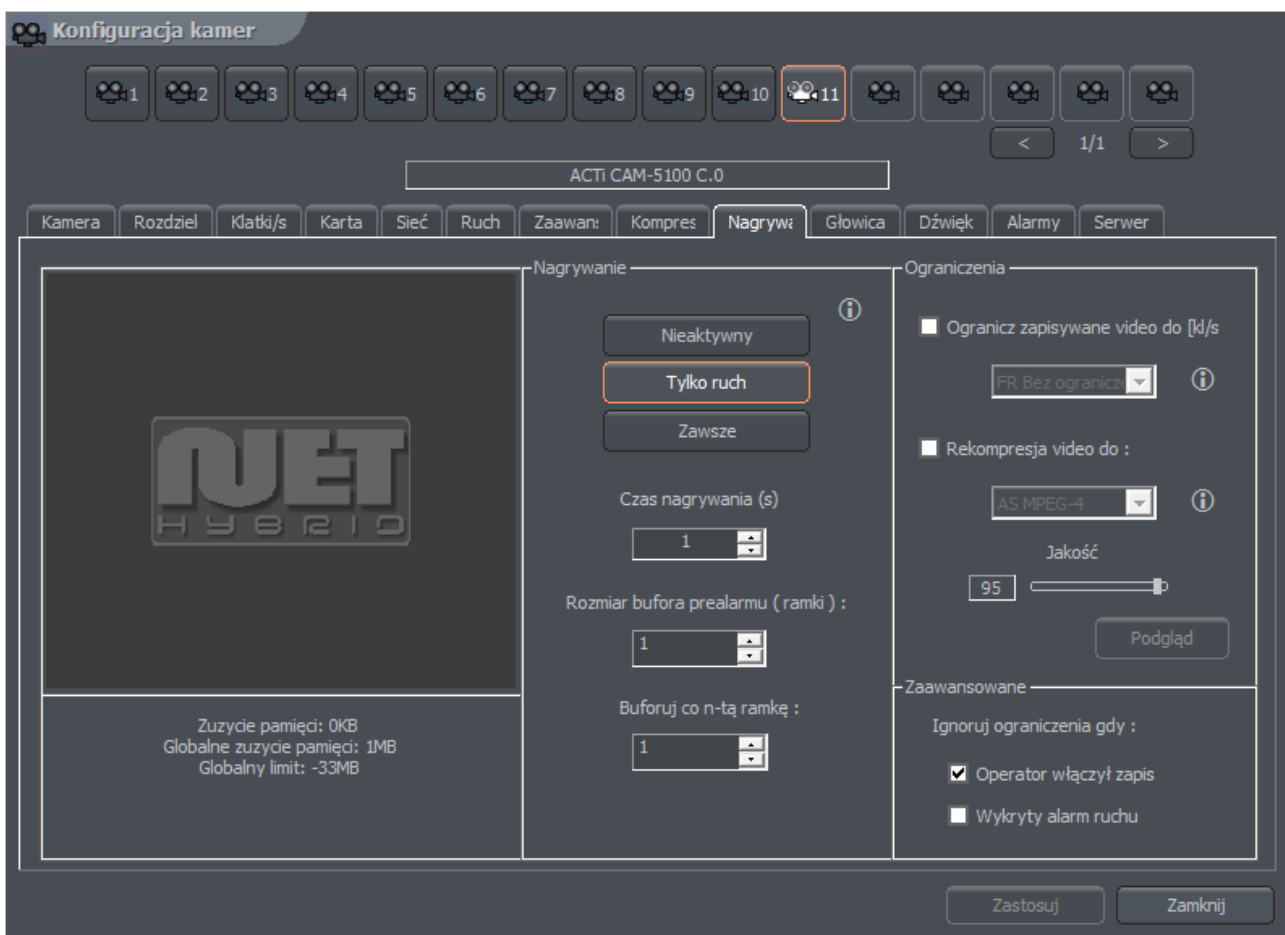 Konfiguracja kamer
1 2 3 4 5 6 7 8 9 10 11
< 1/1 >
ACTi CAM-5100 C.0
Kamera Rozdziel Klatki/s Karta Sieć Ruch Zaawan: Kompres Nagrywa Głowica Dźwięk Alarmy Serwer
NET
HYBRID
Zuzycie pamięci: 0KB
Globalne zuzycie pamięci: 1MB
Globalny limit: -33MB
Nagrywanie
Nieaktywny
Tylko ruch
Zawsze
Czas nagrywania (s)
1
Rozmiar bufora prealarmu ( ramki ) :
1
Buforuj co n-tą ramkę :
1
Ograniczenia
Ogranicz zapisywane video do [kl/s
FR Bez ogranicze
Rekompresja video do :
AS MPEG-4
Jakość
95
Podgląd
Zaawansowane
Ignoruj ograniczenia gdy :
Operator włączył zapis
Wykryty alarm ruchu
Zastosuj Zamknij